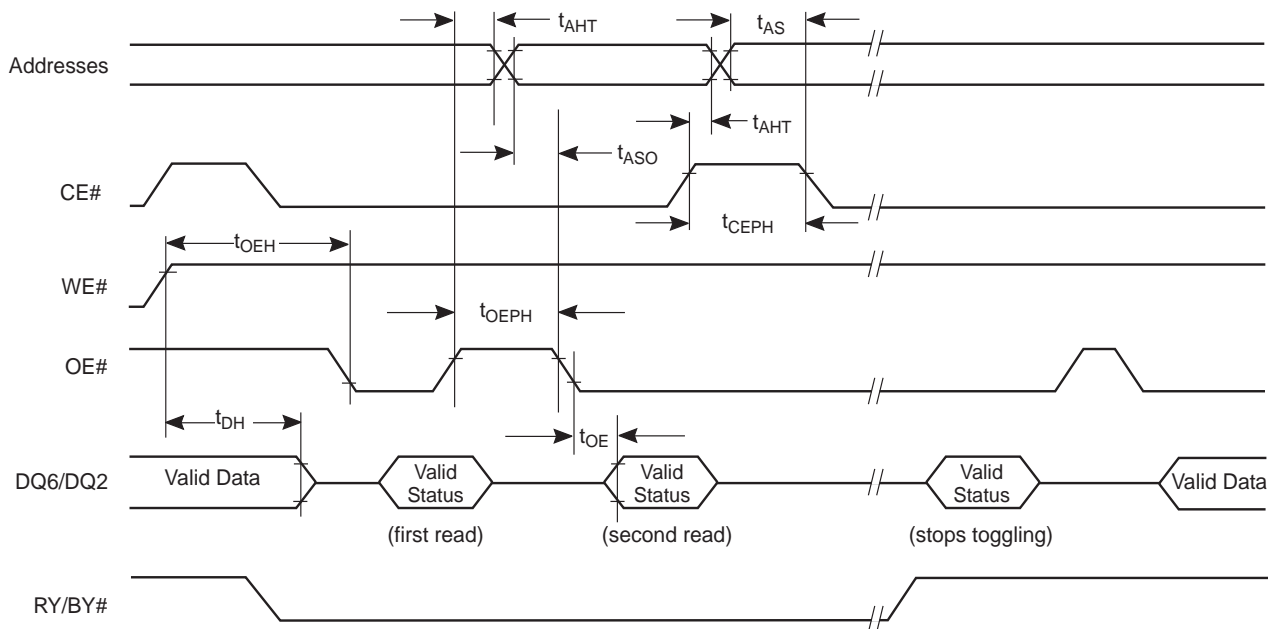 tAHT
tAS
Addresses
tAHT
tASO
CE#
tCEPH
tOEH
WE#
tOEPH
OE#
tDH
tOE
DQ6/DQ2
Valid Data
Valid
Status
Valid
Status
Valid
Status
Valid Data
(first read)
(second read)
(stops toggling)
RY/BY#